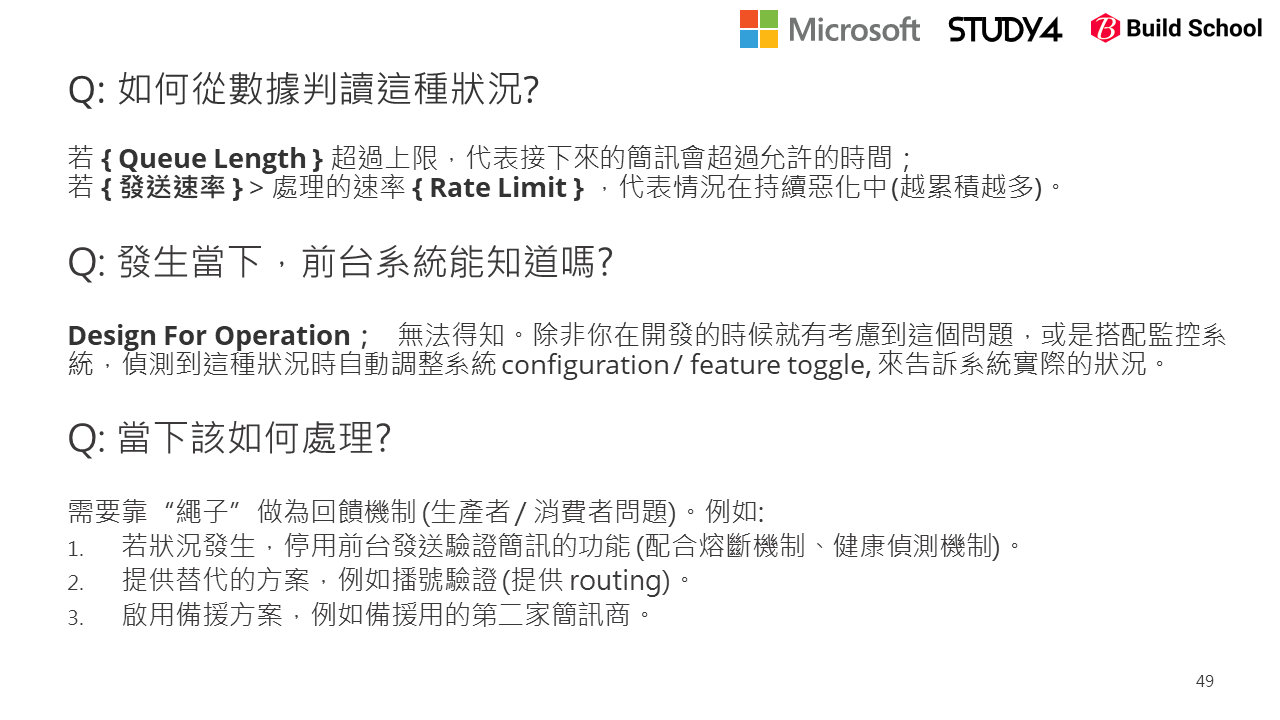 Microsoft STUDY4 Build School
Q: 如何從數據判讀這種狀況?
若 { Queue Length } 超過上限，代表接下來的簡訊會超過允許的時間；
若 { 發送速率 } > 處理的速率 { Rate Limit } ，代表情況在持續惡化中(越累積越多)。
Q: 發生當下，前台系統能知道嗎?
Design For Operation； 無法得知。除非你在開發的時候就有考慮到這個問題，或是搭配監控系
統，偵測到這種狀況時自動調整系統 configuration / feature toggle, 來告訴系統實際的狀況。
Q: 當下該如何處理?
需要靠“繩子”做為回饋機制 (生產者 / 消費者問題)。例如:
1. 若狀況發生，停用前台發送驗證簡訊的功能 (配合熔斷機制、健康偵測機制)。
2. 提供替代的方案，例如播號驗證 (提供 routing)。
3. 啟用備援方案，例如備援用的第二家簡訊商。
49